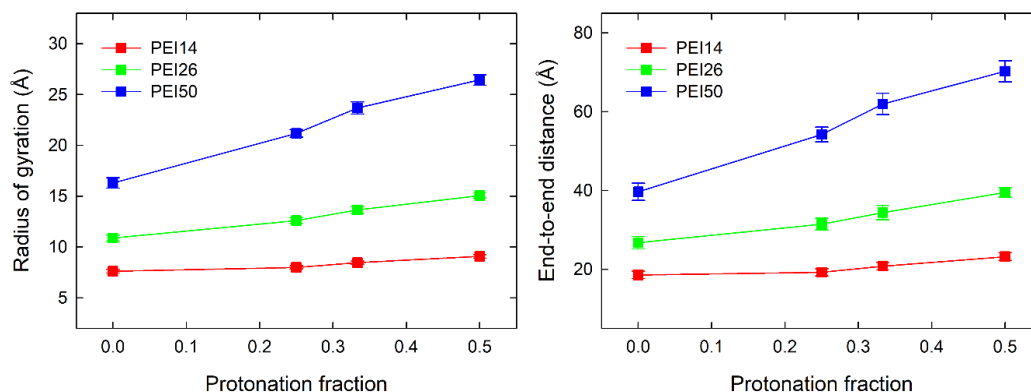 Radius of gyration (Å)
30
25
20
15
10
5
PEI14
PEI26
PEI50
0.0 0.1 0.2 0.3 0.4 0.5
Protonation fraction
End-to-end distance (Å)
80
60
40
20
PEI14
PEI26
PEI50
0.0 0.1 0.2 0.3 0.4 0.5
Protonation fraction